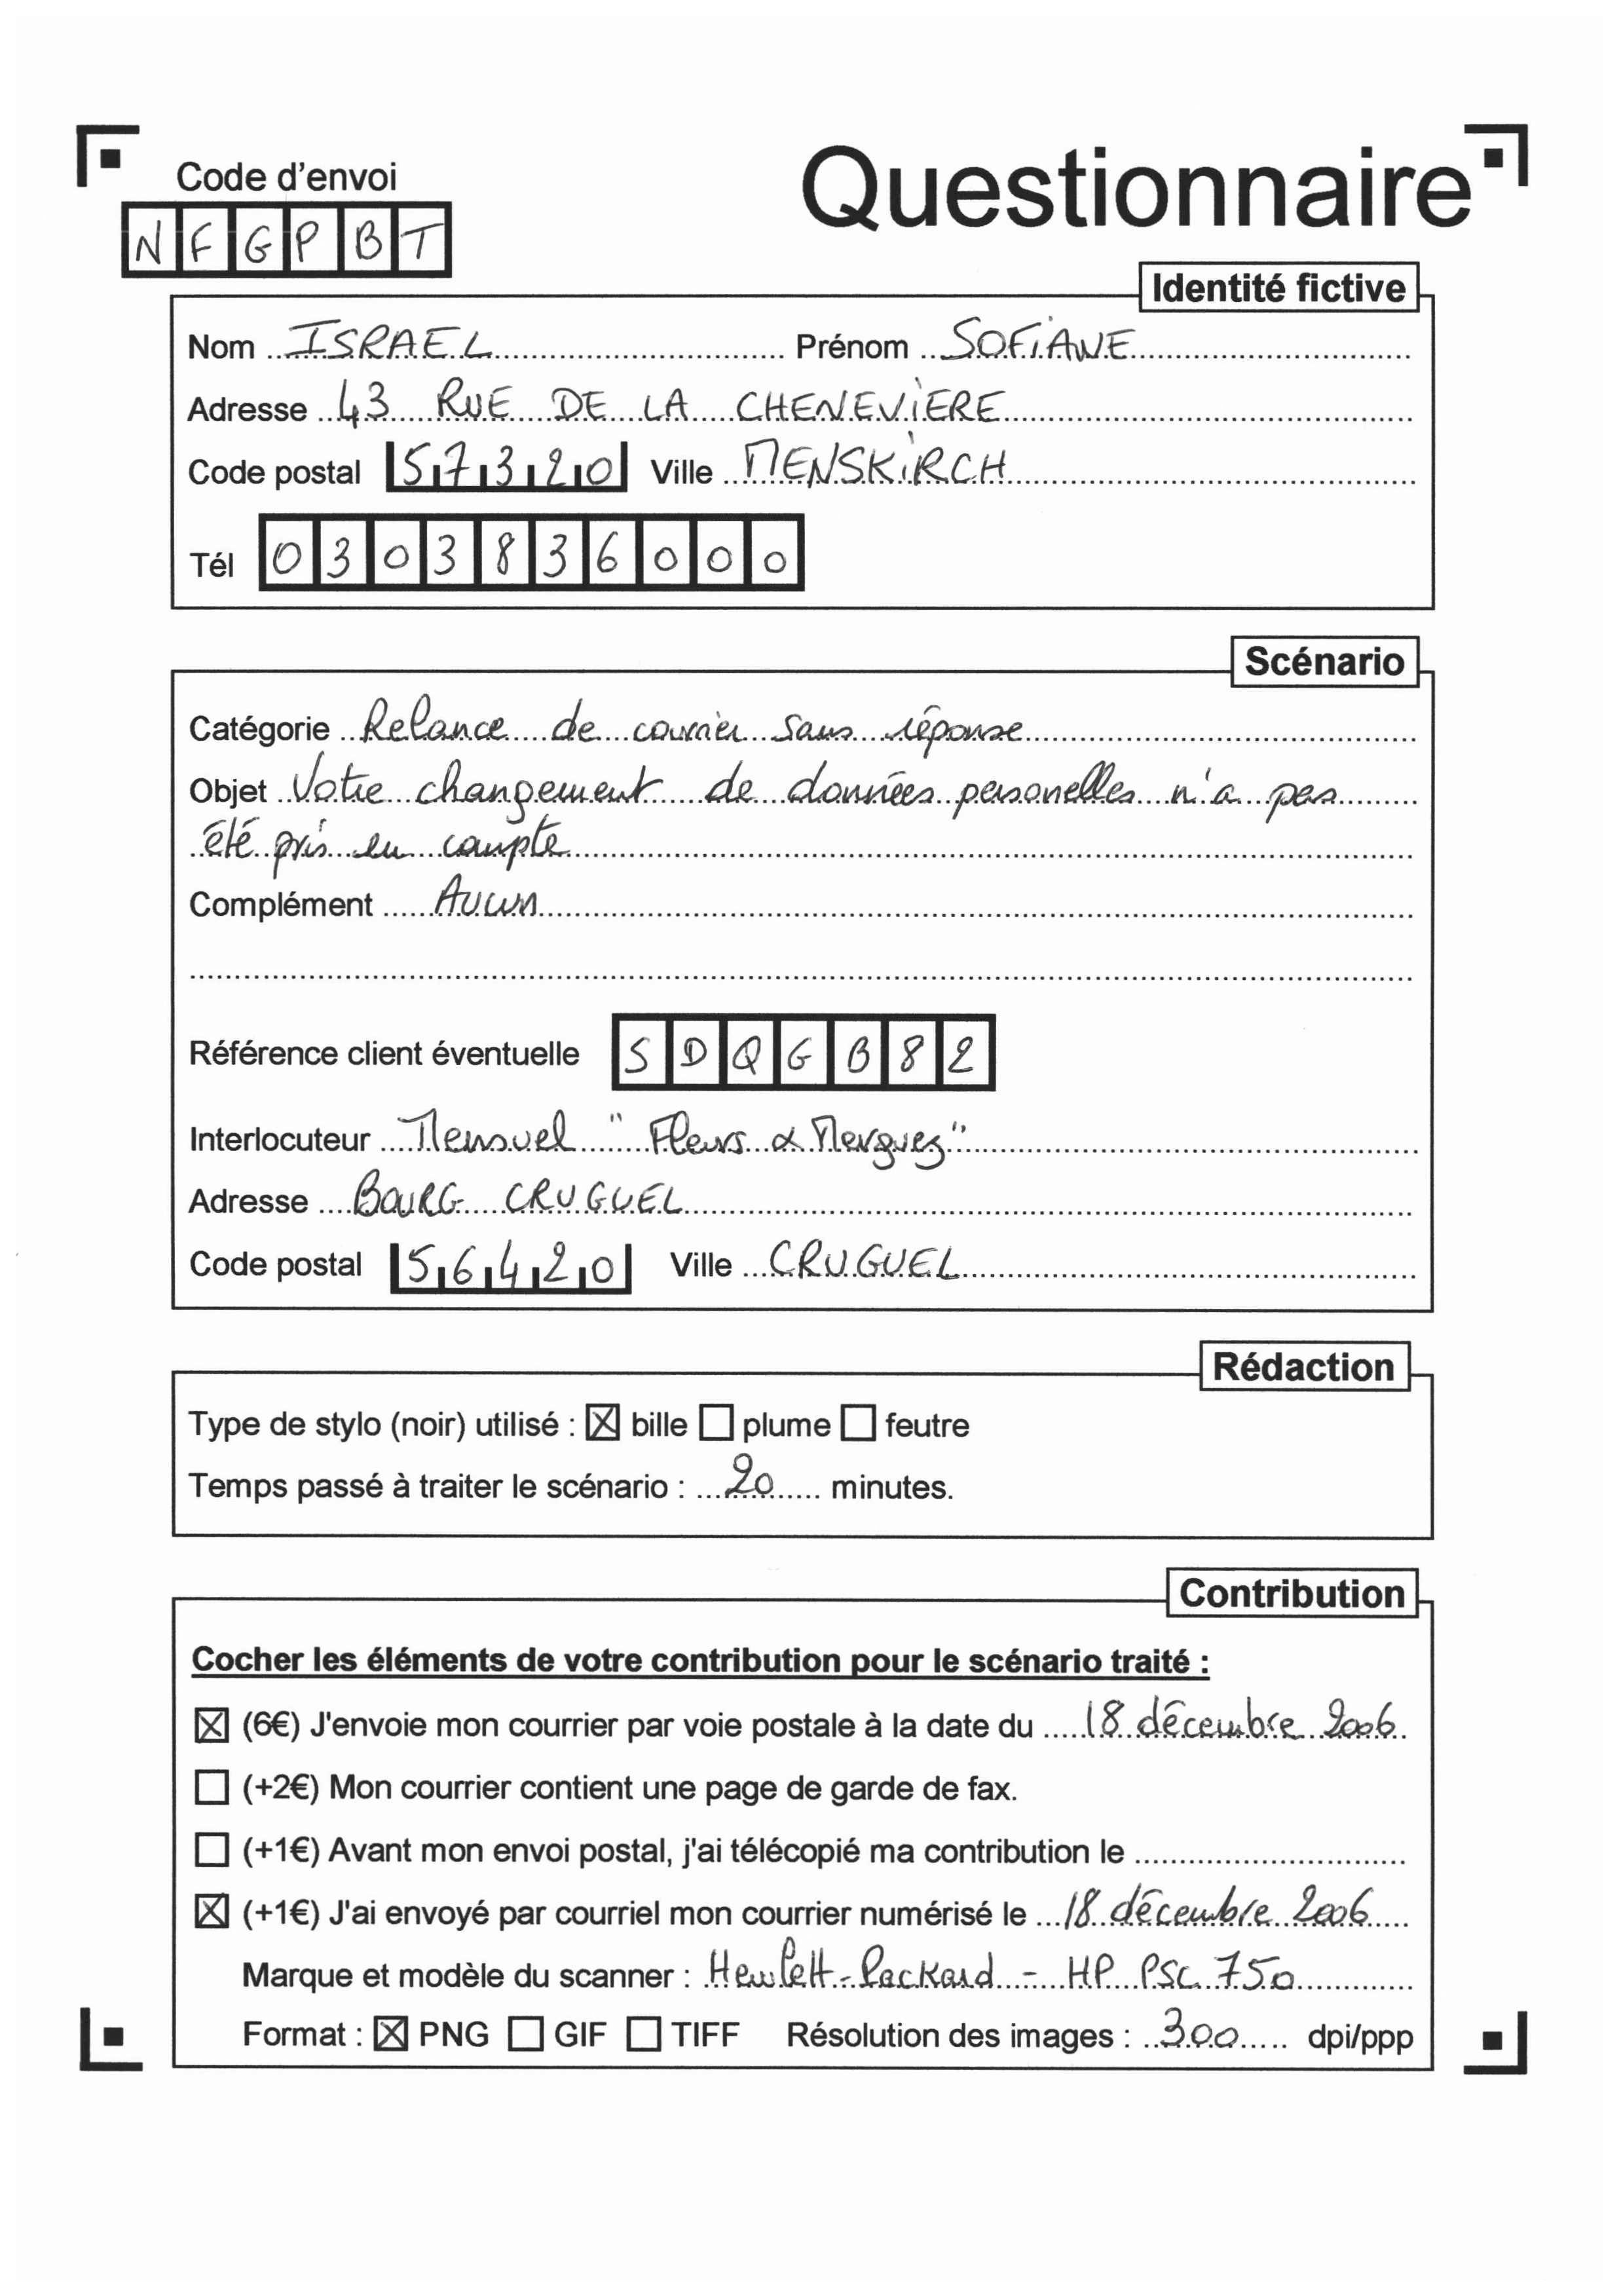 Code d'envoi
Questionnaire
NFGPBT
Identité fictive
Nom ISRAEL Prénom SOFIANE
Adresse 43 RUE DE LA CHENEVIERE
Code postal 57320 Ville MENSKIRCH
Tél 0303836000
Scénario
Catégorie Relance de courrier sans réponse
Objet Votre changement de données personelles n'a pas
été pris en compte
Complément Aucun
Référence client éventuelle SDQGB82
Interlocuteur Mensuel "Fleurs & Merguez"
Adresse BOURG CRUGUEL
Code postal 56420 Ville CRUGUEL
Rédaction
Type de stylo (noir) utilisé : ☒ bille ☐ plume ☐ feutre
Temps passé à traiter le scénario : 20 minutes.
Contribution
Cocher les éléments de votre contribution pour le scénario traité :
☒ (6€) J'envoie mon courrier par voie postale à la date du 18 décembre 2006
☐ (+2€) Mon courrier contient une page de garde de fax.
☐ (+1€) Avant mon envoi postal, j'ai télécopié ma contribution le
☒ (+1€) J'ai envoyé par courriel mon courrier numérisé le 18 décembre 2006
Marque et modèle du scanner : Hewlett-Packard - HP PSC 750
Format : ☒ PNG ☐ GIF ☐ TIFF Résolution des images : 300 dpi/ppp